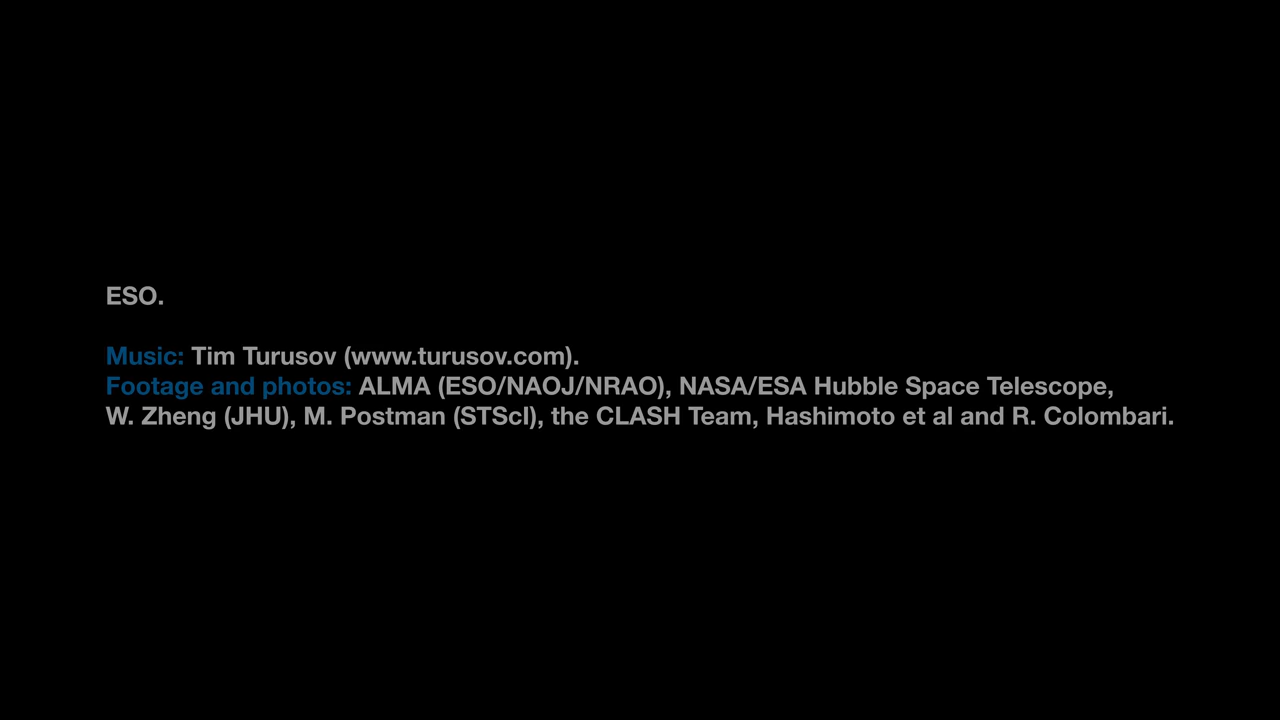 ESO.
Music: Tim Turusov (www.turusov.com).
Footage and photos: ALMA (ESO/NAOJ/NRAO), NASA/ESA Hubble Space Telescope,
W. Zheng (JHU), M. Postman (STScI), the CLASH Team, Hashimoto et al and R. Colombari.